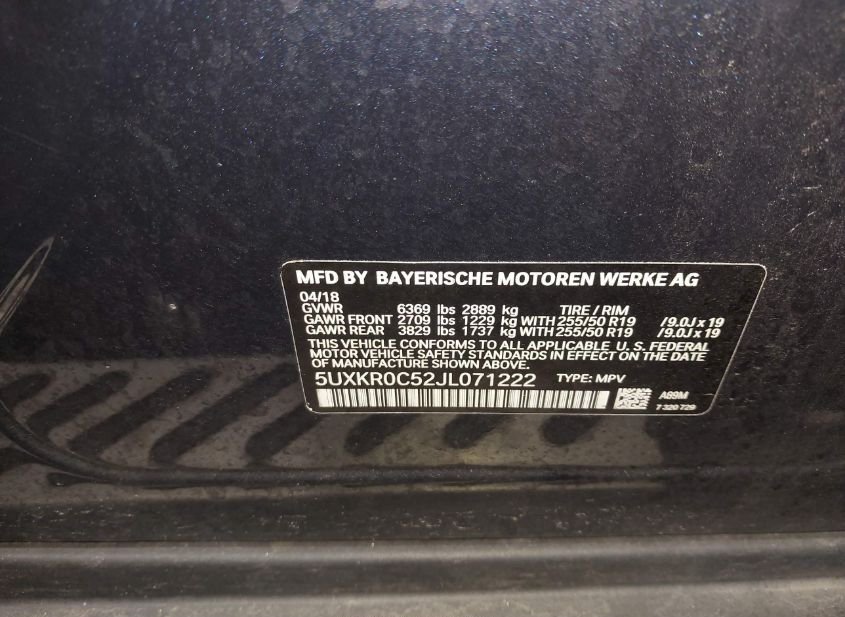 MFD BY BAYERISCHE MOTOREN WERKE AG
04/18
GVWR 6369 lbs 2889 kg TIRE / RIM
GAWR FRONT 2709 lbs 1229 kg WITH 255/50 R19 / 9.0J x 19
GAWR REAR 3829 lbs 1737 kg WITH 255/50 R19 / 9.0J x 19
THIS VEHICLE CONFORMS TO ALL APPLICABLE U. S. FEDERAL
MOTOR VEHICLE SAFETY STANDARDS IN EFFECT ON THE DATE
OF MANUFACTURE SHOWN ABOVE.
5UXKR0C52JL071222 TYPE: MPV
A89M
7 320 729